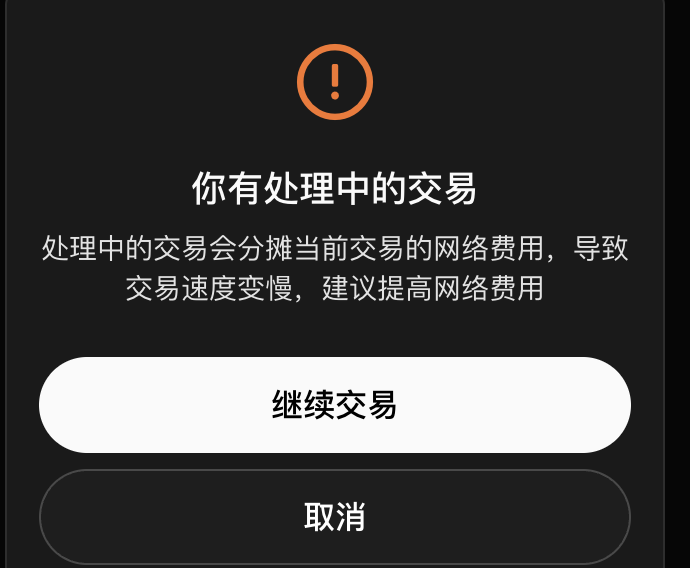 你有处理中的交易
处理中的交易会分摊当前交易的网络费用，导致
交易速度变慢，建议提高网络费用
继续交易
取消